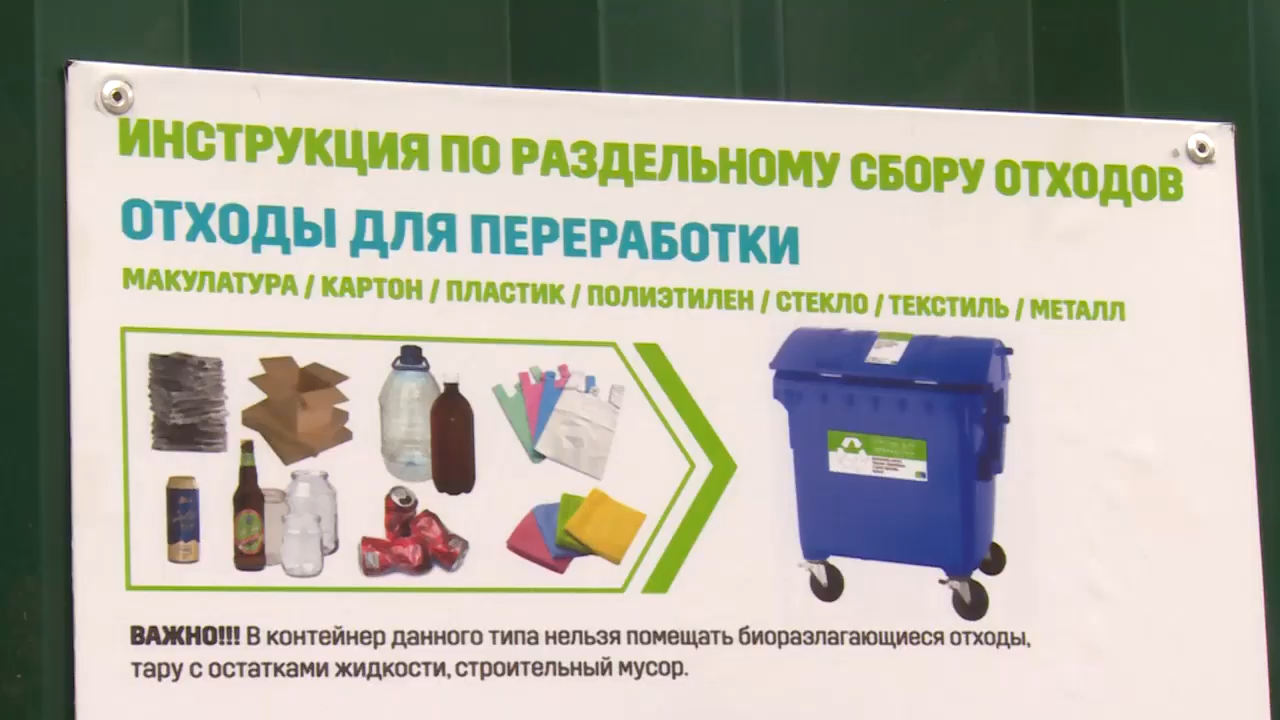 ИНСТРУКЦИЯ ПО РАЗДЕЛЬНОМУ СБОРУ ОТХОДОВ
ОТХОДЫ ДЛЯ ПЕРЕРАБОТКИ
МАКУЛАТУРА / КАРТОН / ПЛАСТИК / ПОЛИЭТИЛЕН / СТЕКЛО / ТЕКСТИЛЬ / МЕТАЛЛ
ВАЖНО!!! В контейнер данного типа нельзя помещать биоразлагающиеся отходы,
тару с остатками жидкости, строительный мусор.